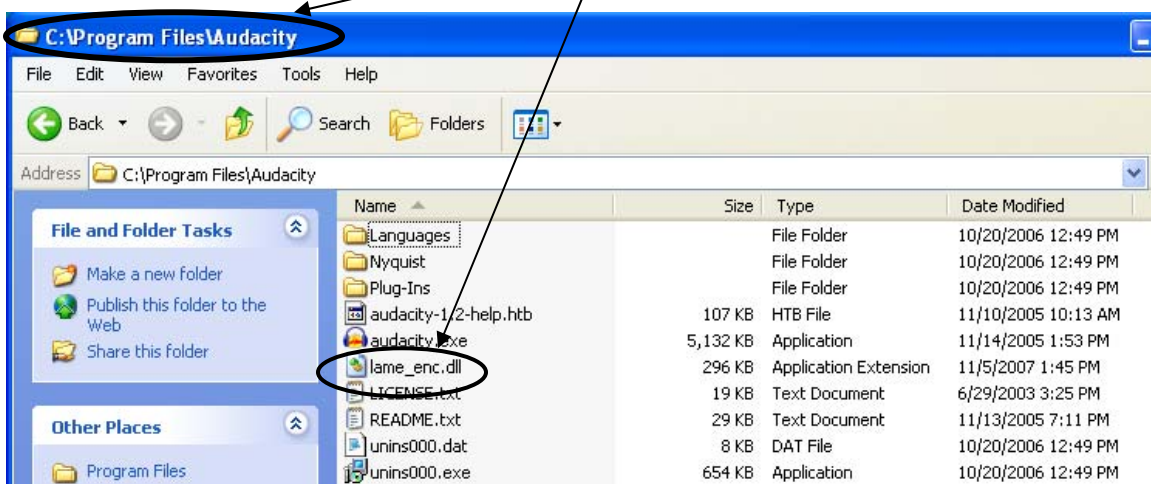 C:\Program Files\Audacity
File Edit View Favorites Tools Help
Back Search Folders
Address C:\Program Files\Audacity
Name Size Type Date Modified
File and Folder Tasks
Make a new folder
Publish this folder to the
Web
Share this folder
Other Places
Program Files
Languages File Folder 10/20/2006 12:49 PM
Nyquist File Folder 10/20/2006 12:49 PM
Plug-Ins File Folder 10/20/2006 12:49 PM
audacity-1.2-help.htb 107 KB HTB File 11/10/2005 10:13 AM
audacity.exe 5,132 KB Application 11/14/2005 1:53 PM
lame_enc.dll 296 KB Application Extension 11/5/2007 1:45 PM
LICENSE.txt 19 KB Text Document 6/29/2003 3:25 PM
README.txt 29 KB Text Document 11/13/2005 7:11 PM
unins000.dat 8 KB DAT File 10/20/2006 12:49 PM
unins000.exe 654 KB Application 10/20/2006 12:49 PM